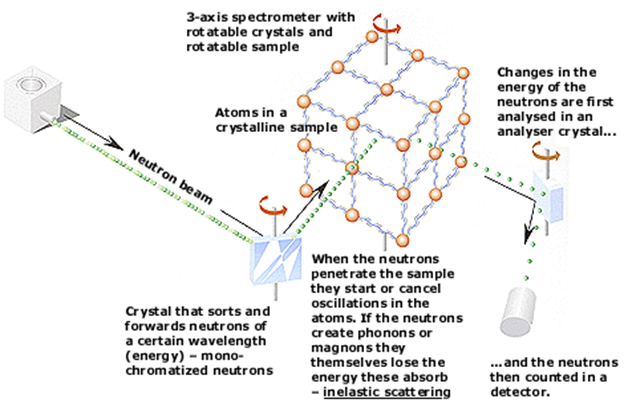 3-axis spectrometer with
rotatable crystals and
rotatable sample
Atoms in a
crystalline sample
Changes in the
energy of the
neutrons are first
analysed in an
analyser crystal...
Neutron beam
When the neutrons
penetrate the sample
they start or cancel
oscillations in the
atoms. If the neutrons
create phonons or
magnons they
themselves lose the
energy these absorb
– inelastic scattering
Crystal that sorts and
forwards neutrons of
a certain wavelength
(energy) – mono-
chromatized neutrons
...and the neutrons
then counted in a
detector.